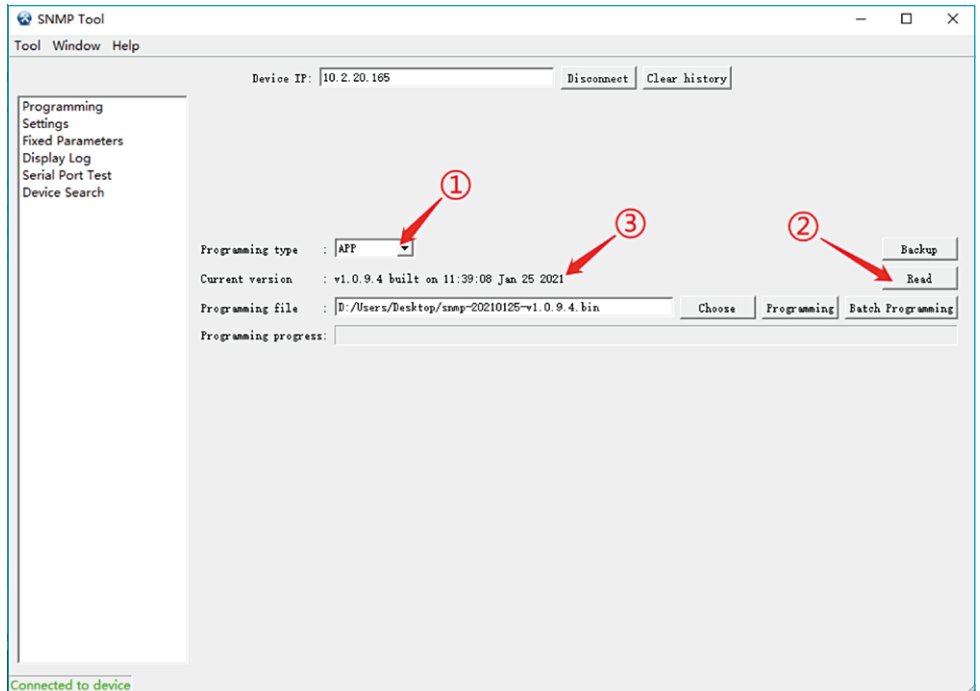 SNMP Tool
Tool Window Help
Device IP: 10.2.20.165 Disconnect Clear history
Programming
Settings
Fixed Parameters
Display Log
Serial Port Test
Device Search
①
③
②
Programming type : APP Backup
Current version : v1.0.9.4 built on 11:39:08 Jan 25 2021 Read
Programming file : D:/Users/Desktop/snmp-20210125-v1.0.9.4.bin Choose Programming Batch Programming
Programming progress:
Connected to device